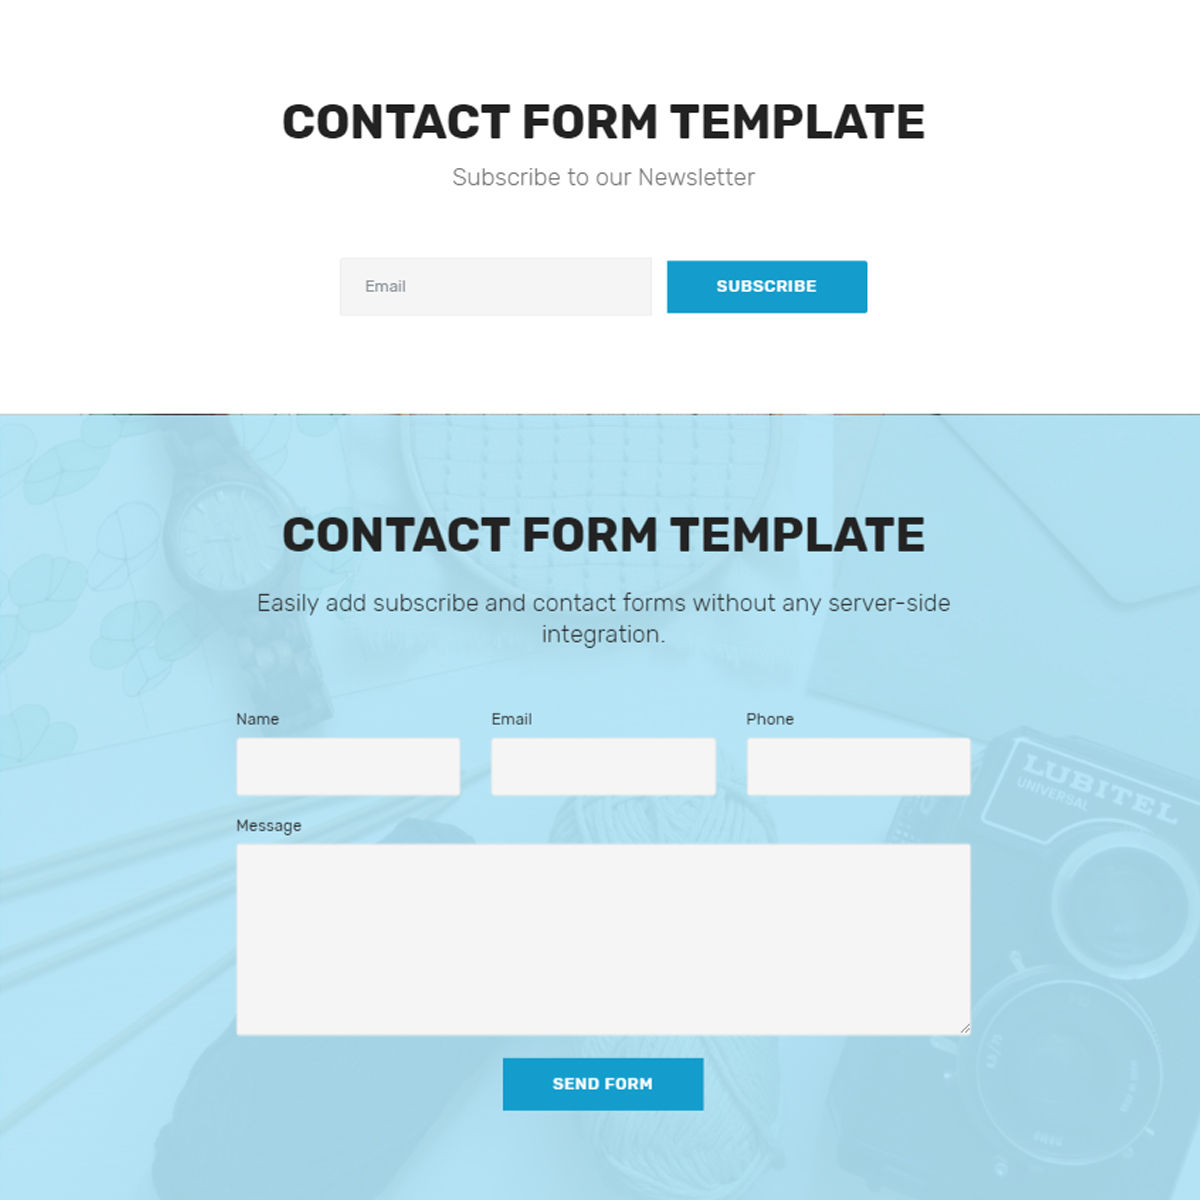 CONTACT FORM TEMPLATE
Subscribe to our Newsletter
Email
SUBSCRIBE
CONTACT FORM TEMPLATE
Easily add subscribe and contact forms without any server-side
integration.
Name
Email
Phone
LUBITEL
UNIVERSAL
Message
SEND FORM